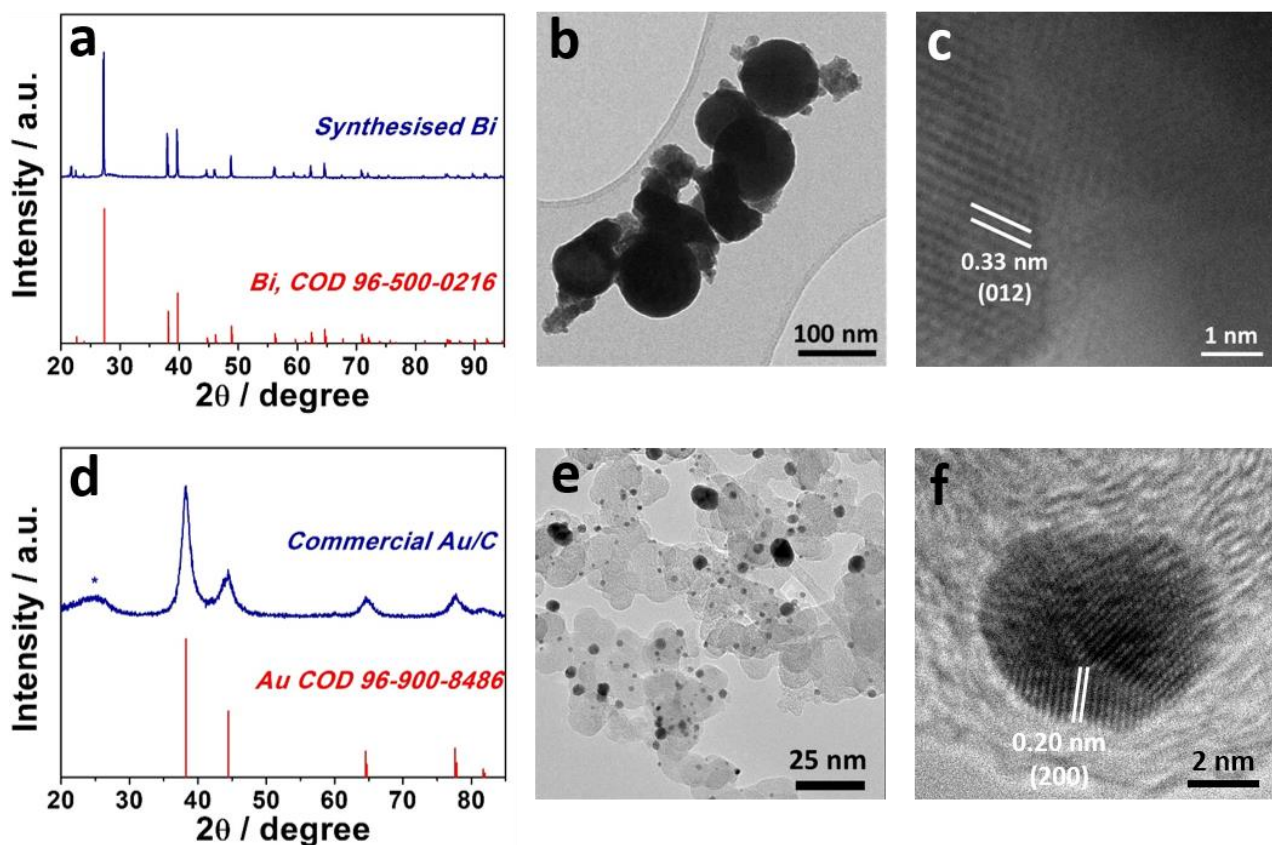 a
Intensity / a.u.
Synthesised Bi
Bi, COD 96-500-0216
20 30 40 50 60 70 80 90
2θ / degree
b
100 nm
c
0.33 nm
(012)
1 nm
d
Intensity / a.u.
*
Commercial Au/C
Au COD 96-900-8486
20 30 40 50 60 70 80
2θ / degree
e
25 nm
f
0.20 nm
(200)
2 nm